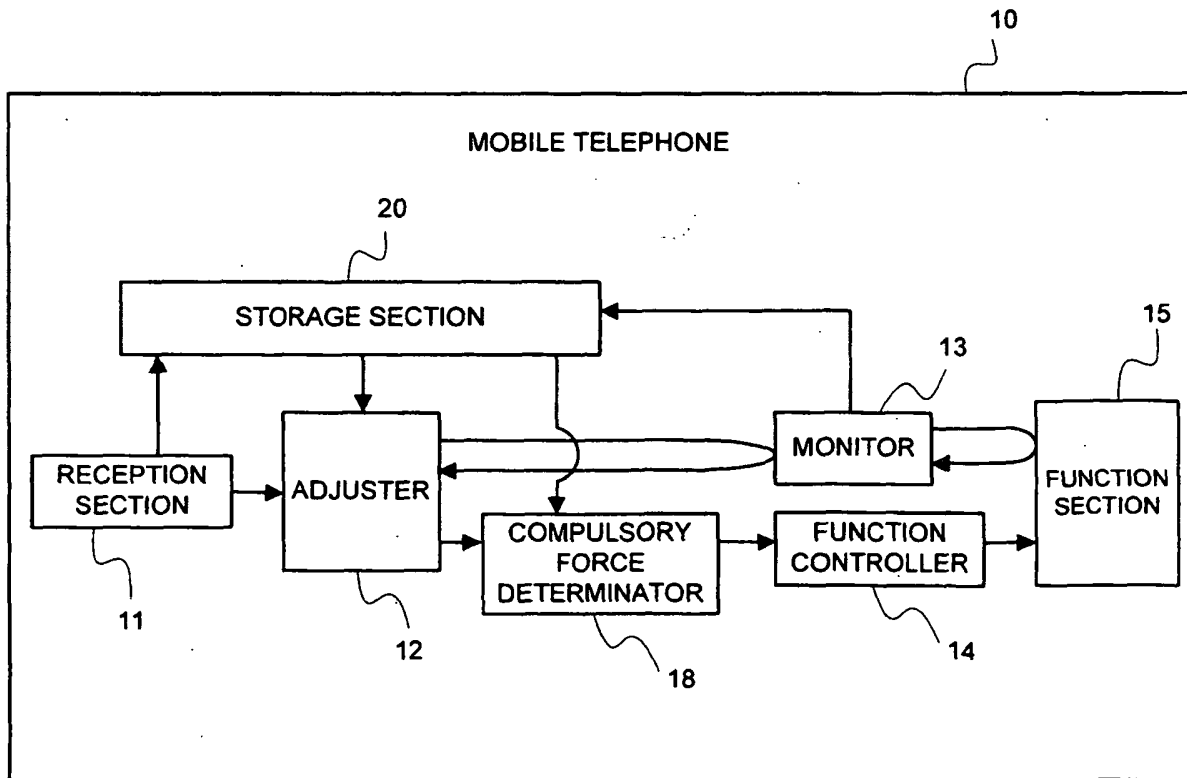 10
MOBILE TELEPHONE
20
STORAGE SECTION
15
13
MONITOR
RECEPTION
SECTION
ADJUSTER
FUNCTION
SECTION
COMPULSORY
FORCE
DETERMINATOR
FUNCTION
CONTROLLER
11
12
18
14